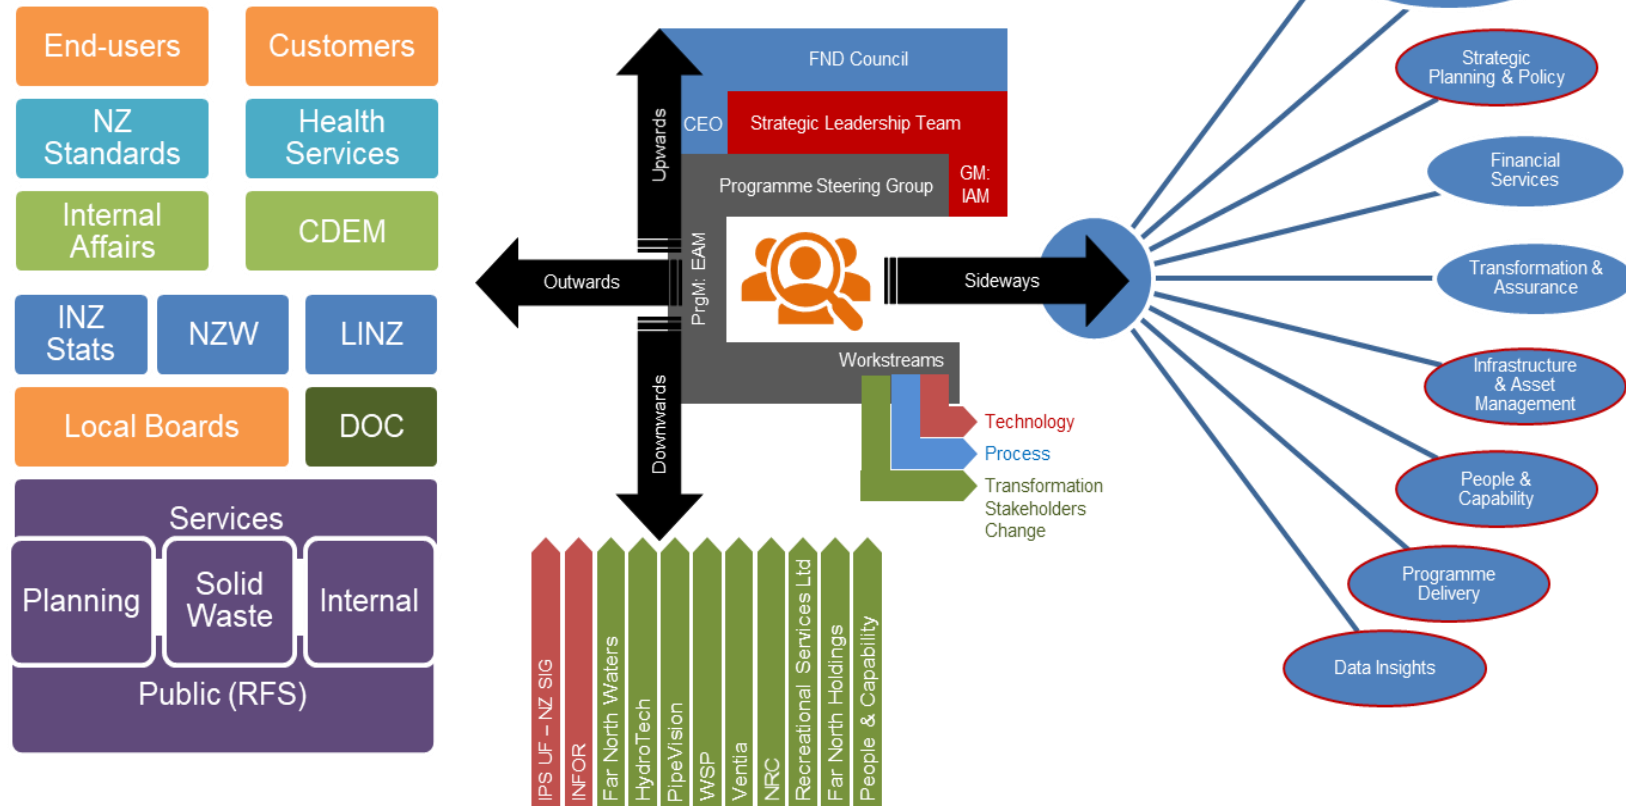 End-users
Customers
NZ
Standards
Health
Services
Internal
Affairs
CDEM
INZ
Stats
NZW
LINZ
Local Boards
DOC
Services
Planning
Solid
Waste
Internal
Public (RFS)
Upwards
Outwards
Downwards
Sideways
FND Council
CEO
Strategic Leadership Team
Programme Steering Group
GM:
IAM
PrgM: EAM
Workstreams
Technology
Process
Transformation
Stakeholders
Change
IPS UF – NZ SIG
INFOR
Far North Waters
HydroTech
PipeVision
WSP
Ventia
NRC
Recreational Services Ltd
Far North Holdings
People & Capability
Strategic
Planning & Policy
Financial
Services
Transformation &
Assurance
Infrastructure
& Asset
Management
People &
Capability
Programme
Delivery
Data Insights